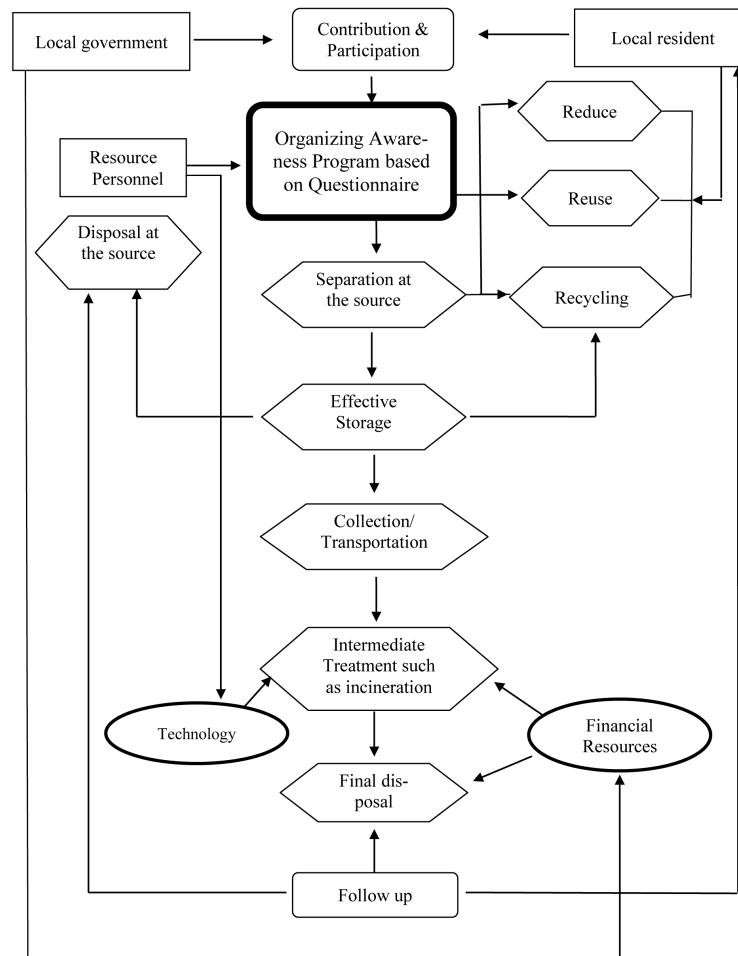 Local government
Contribution &
Participation
Local resident
Organizing Aware-
ness Program based
on Questionnaire
Reduce
Resource
Personnel
Reuse
Disposal at
the source
Separation at
the source
Recycling
Effective
Storage
Collection/
Transportation
Intermediate
Treatment such
as incineration
Technology
Financial
Resources
Final dis-
posal
Follow up